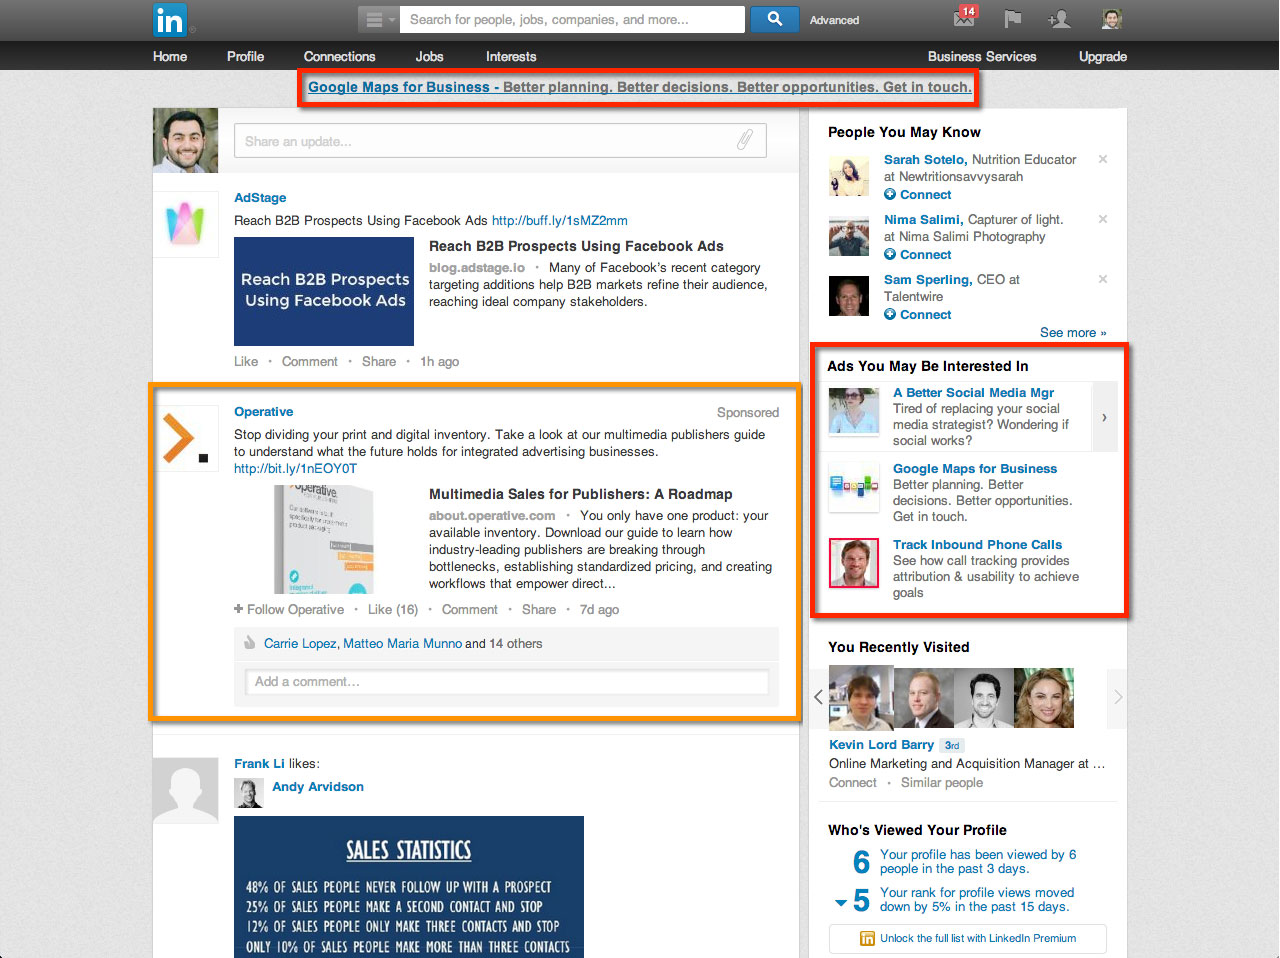 in
Search for people, jobs, companies, and more...
Advanced
14
Home Profile Connections Jobs Interests Business Services Upgrade
Google Maps for Business - Better planning. Better decisions. Better opportunities. Get in touch.
Share an update...
AdStage
Reach B2B Prospects Using Facebook Ads http://buff.ly/1sMZ2mm
Reach B2B Prospects
Using Facebook Ads
Reach B2B Prospects Using Facebook Ads
blog.adstage.io • Many of Facebook's recent category
targeting additions help B2B markets refine their audience,
reaching ideal company stakeholders.
Like • Comment • Share • 1h ago
Operative
Sponsored
Stop dividing your print and digital inventory. Take a look at our multimedia publishers guide
to understand what the future holds for integrated advertising businesses.
http://bit.ly/1nEOY0T
operative.
Multimedia Sales for Publishers: A Roadmap
about.operative.com • You only have one product: your
available inventory. Download our guide to learn how
industry-leading publishers are breaking through
bottlenecks, establishing standardized pricing, and creating
workflows that empower direct...
+ Follow Operative • Like (16) • Comment • Share • 7d ago
Carrie Lopez, Matteo Maria Munno and 14 others
Add a comment...
Frank Li likes:
Andy Arvidson
SALES STATISTICS
48% OF SALES PEOPLE NEVER FOLLOW UP WITH A PROSPECT
25% OF SALES PEOPLE MAKE A SECOND CONTACT AND STOP
12% OF SALES PEOPLE ONLY MAKE THREE CONTACTS AND STOP
ONLY 10% OF SALES PEOPLE MAKE MORE THAN THREE CONTACTS
People You May Know
Sarah Sotelo, Nutrition Educator
at Newtritionsavvysarah
Connect
Nima Salimi, Capturer of light.
at Nima Salimi Photography
Connect
Sam Sperling, CEO at
Talentwire
Connect
See more »
Ads You May Be Interested In
A Better Social Media Mgr
Tired of replacing your social
media strategist? Wondering if
social works?
Google Maps for Business
Better planning. Better
decisions. Better opportunities.
Get in touch.
Track Inbound Phone Calls
See how call tracking provides
attribution & usability to achieve
goals
You Recently Visited
Kevin Lord Barry 3rd
Online Marketing and Acquisition Manager at ...
Connect • Similar people
Who's Viewed Your Profile
6 Your profile has been viewed by 6
people in the past 3 days.
5 Your rank for profile views moved
down by 5% in the past 15 days.
in Unlock the full list with LinkedIn Premium